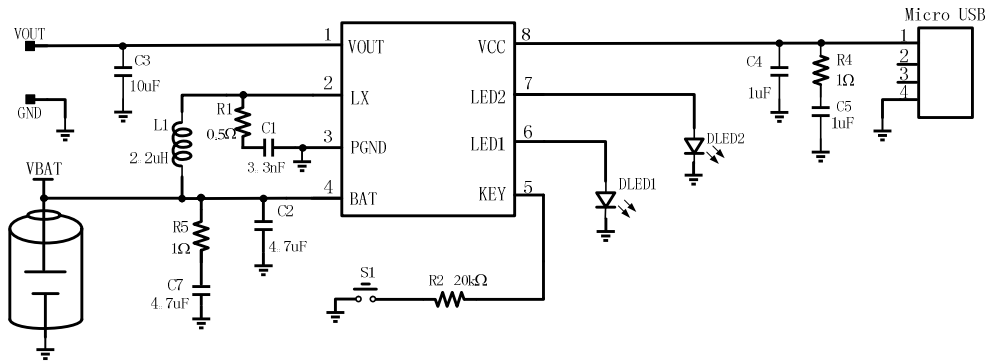 Micro USB
VOUT
1
VOUT
VCC
8
1
C3
10uF
C4
1uF
R4
1Ω
2
3
4
2
LX
LED2
7
GND
R1
0.5Ω
C5
1uF
L1
2.2uH
C1
3.3nF
3
PGND
LED1
6
DLED2
VBAT
4
BAT
KEY
5
DLED1
R5
1Ω
C2
4.7uF
C7
4.7uF
S1
R2 20kΩ